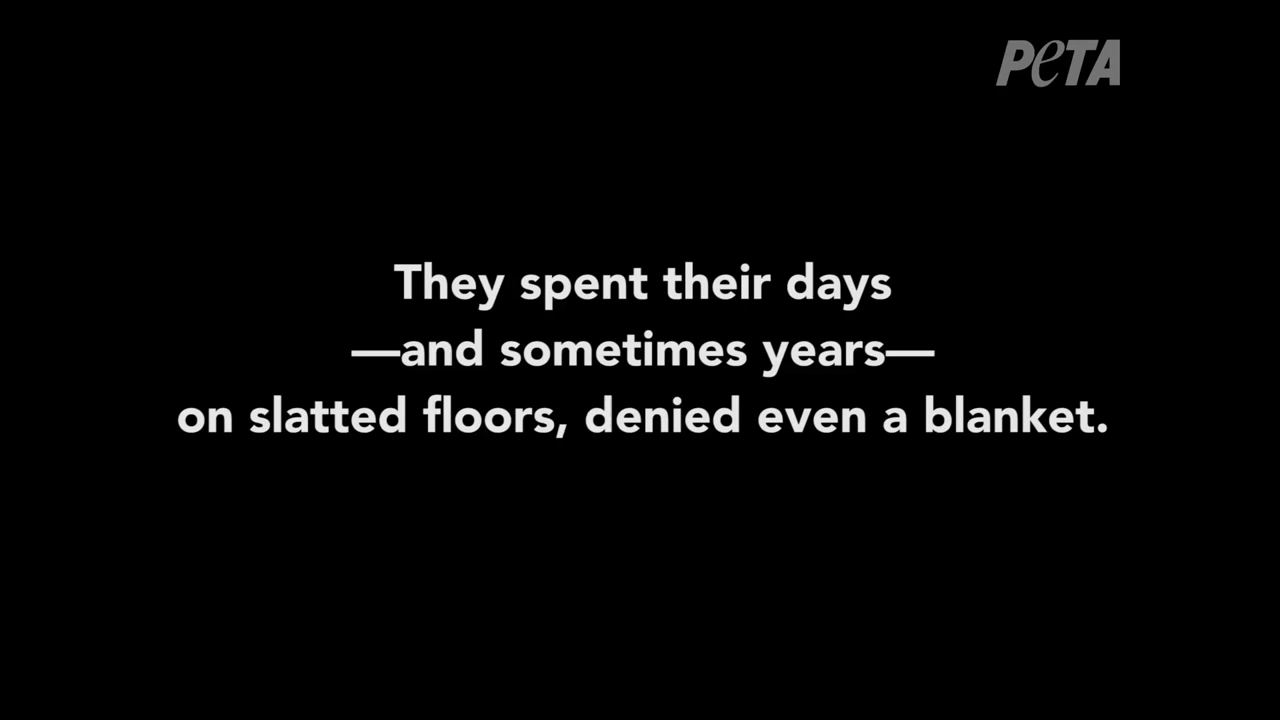 PETA
They spent their days
—and sometimes years—
on slatted floors, denied even a blanket.